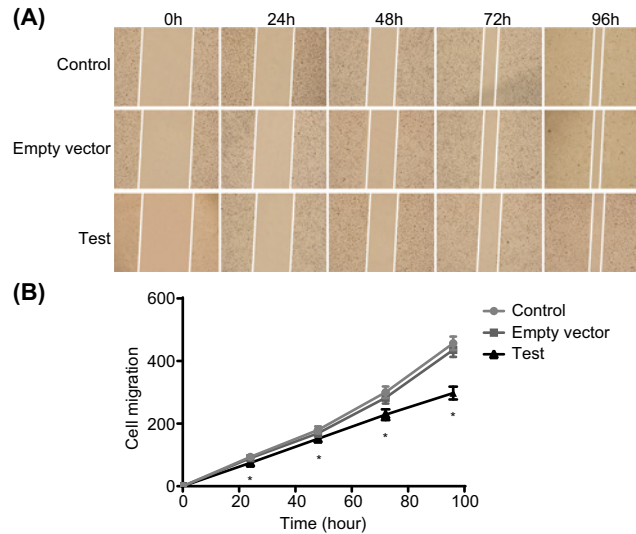 (A)
0h 24h 48h 72h 96h
Control
Empty vector
Test
(B)
600
400
200
0
Cell migration
0 20 40 60 80 100
Time (hour)
Control
Empty vector
Test
* * * *